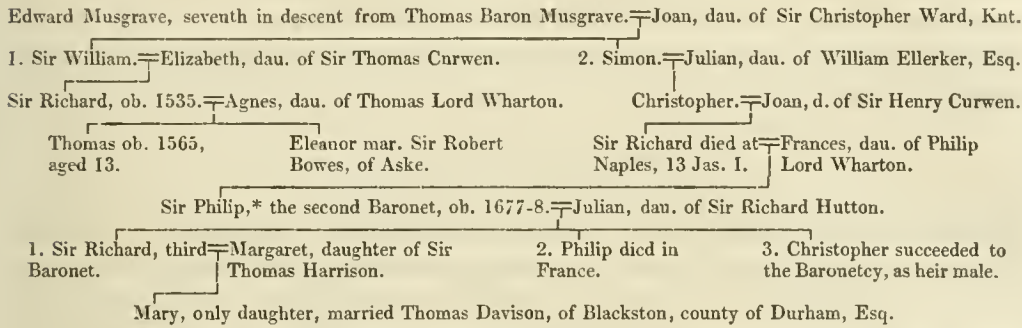 Edward Musgrave, seventh in descent from Thomas Baron Musgrave.=Joan, dau. of Sir Christopher Ward, Knt.
1. Sir William.=Elizabeth, dau. of Sir Thomas Cnrwen. 2. Simon.=Julian, dau. of William Ellerker, Esq.
Sir Richard, ob. 1535.=Agnes, dau. of Thomas Lord Wharton. Christopher.=Joan, d. of Sir Henry Curwen.
Thomas ob. 1565, Eleanor mar. Sir Robert Sir Richard died at=Frances, dau. of Philip
aged 13. Bowes, of Aske. Naples, 13 Jas. I. Lord Wharton.
Sir Philip,* the second Baronet, ob. 1677-8.=Julian, dau. of Sir Richard Hutton.
1. Sir Richard, third=Margaret, daughter of Sir 2. Philip died in 3. Christopher succeeded to
Baronet. Thomas Harrison. France. the Baronetcy, as heir male.
Mary, only daughter, married Thomas Davison, of Blackston, county of Durham, Esq.